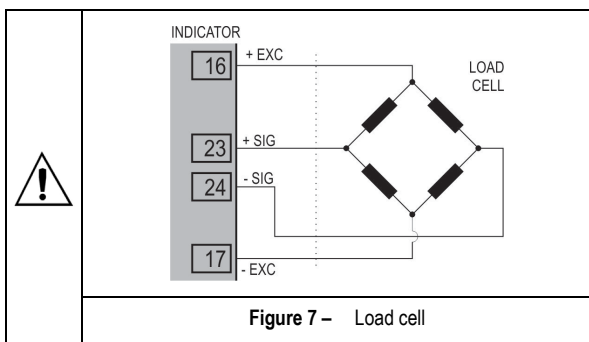 INDICATOR
16
+ EXC
LOAD
CELL
23
+ SIG
24
- SIG
17
- EXC
Figure 7 – Load cell